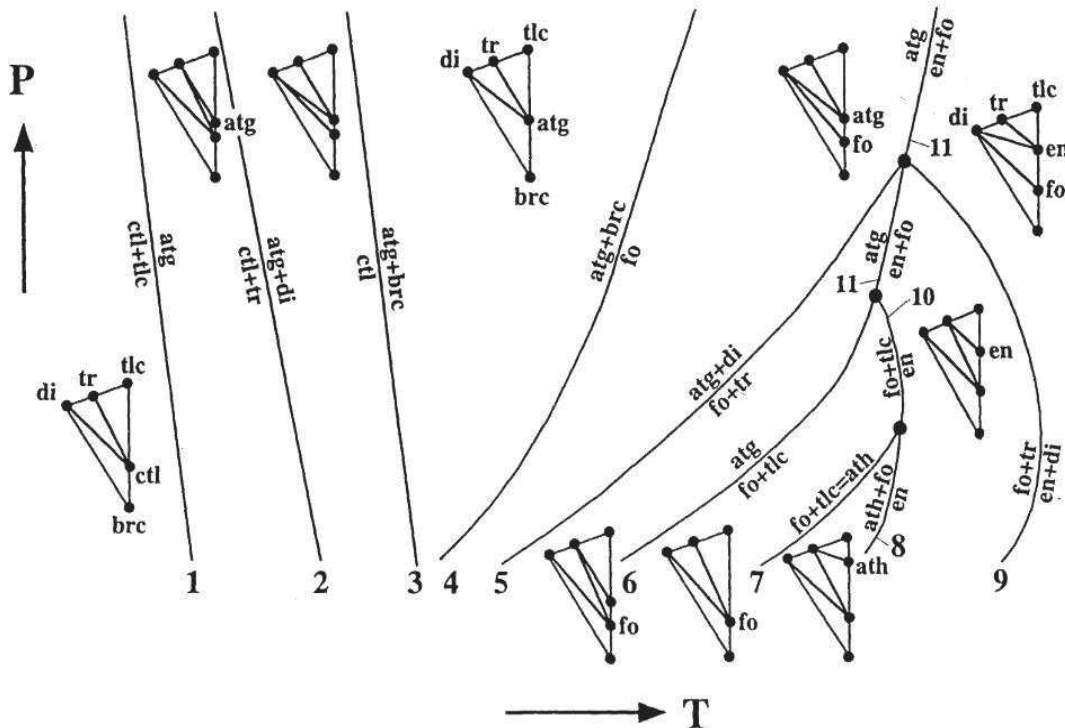 P
T
di
tr
tlc
ctl
brc
atg
ctl+tlc
atg
atg
ctl+tr
atg+di
ctl
atg+brc
di
tr
tlc
atg
brc
atg+brc
fo
atg
fo
atg
en+fo
11
di
tr
tlc
en
fo
atg
en+fo
11
10
fo+tlc
en
en
atg+di
fo+tr
atg
fo+tlc
fo+tlc=ath
ath+fo
en
fo+tr
en+di
1
2
3
4
5
6
7
8
9
fo
fo
ath